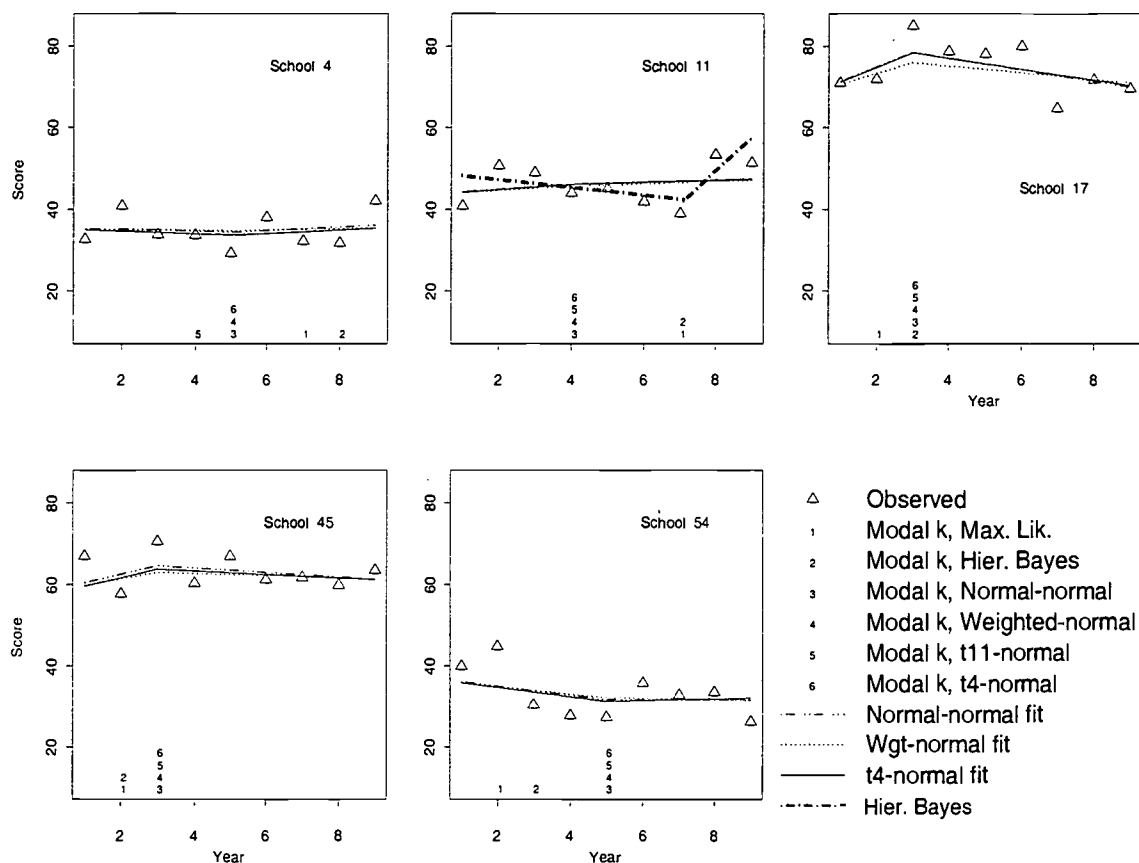 School 4
80
60
40
20
Score
6
4
5 3 1 2
2 4 6 8
School 11
80
60
40
20
6
5
4 2
3 1
2 4 6 8
School 17
80
60
40
20
6
5
4
3
1 2
2 4 6 8
Year
School 45
80
60
40
20
Score
6
5
2 4
1 3
2 4 6 8
Year
School 54
80
60
40
20
6
5
4
1 2 3
2 4 6 8
Year
Observed
1 Modal k, Max. Lik.
2 Modal k, Hier. Bayes
3 Modal k, Normal-normal
4 Modal k, Weighted-normal
5 Modal k, t11-normal
6 Modal k, t4-normal
Normal-normal fit
Wgt-normal fit
t4-normal fit
Hier. Bayes